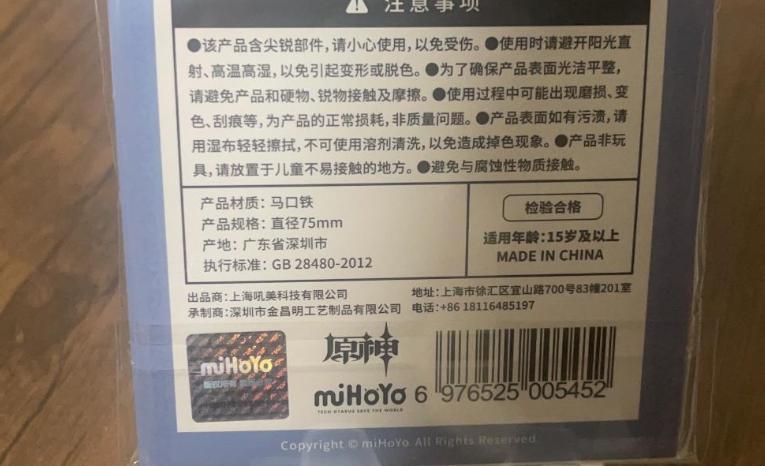 注意事项
●该产品含尖锐部件,请小心使用,以免受伤。●使用时请避开阳光直
射、高温高湿,以免引起变形或脱色。●为了确保产品表面光洁平整,
请避免产品和硬物、锐物接触及摩擦。●使用过程中可能出现磨损、变
色、刮痕等,为产品的正常损耗,非质量问题。●产品表面如有污渍,请
用湿布轻轻擦拭,不可使用溶剂清洗,以免造成掉色现象。●产品非玩
具,请放置于儿童不易接触的地方。●避免与腐蚀性物质接触。
产品材质: 马口铁
产品规格: 直径75mm
产地: 广东省深圳市
执行标准: GB 28480-2012
检验合格
适用年龄:15岁及以上
MADE IN CHINA
出品商:上海吼美科技有限公司
承制商:深圳市金昌明工艺制品有限公司
地址:上海市徐汇区宜山路700号83幢201室
电话:+86 18116485197
miHoYo
版权所有
原神
miHoYo
TECH OTAKUS SAVE THE WORLD
6 976525 005452
Copyright © miHoYo All Rights Reserved